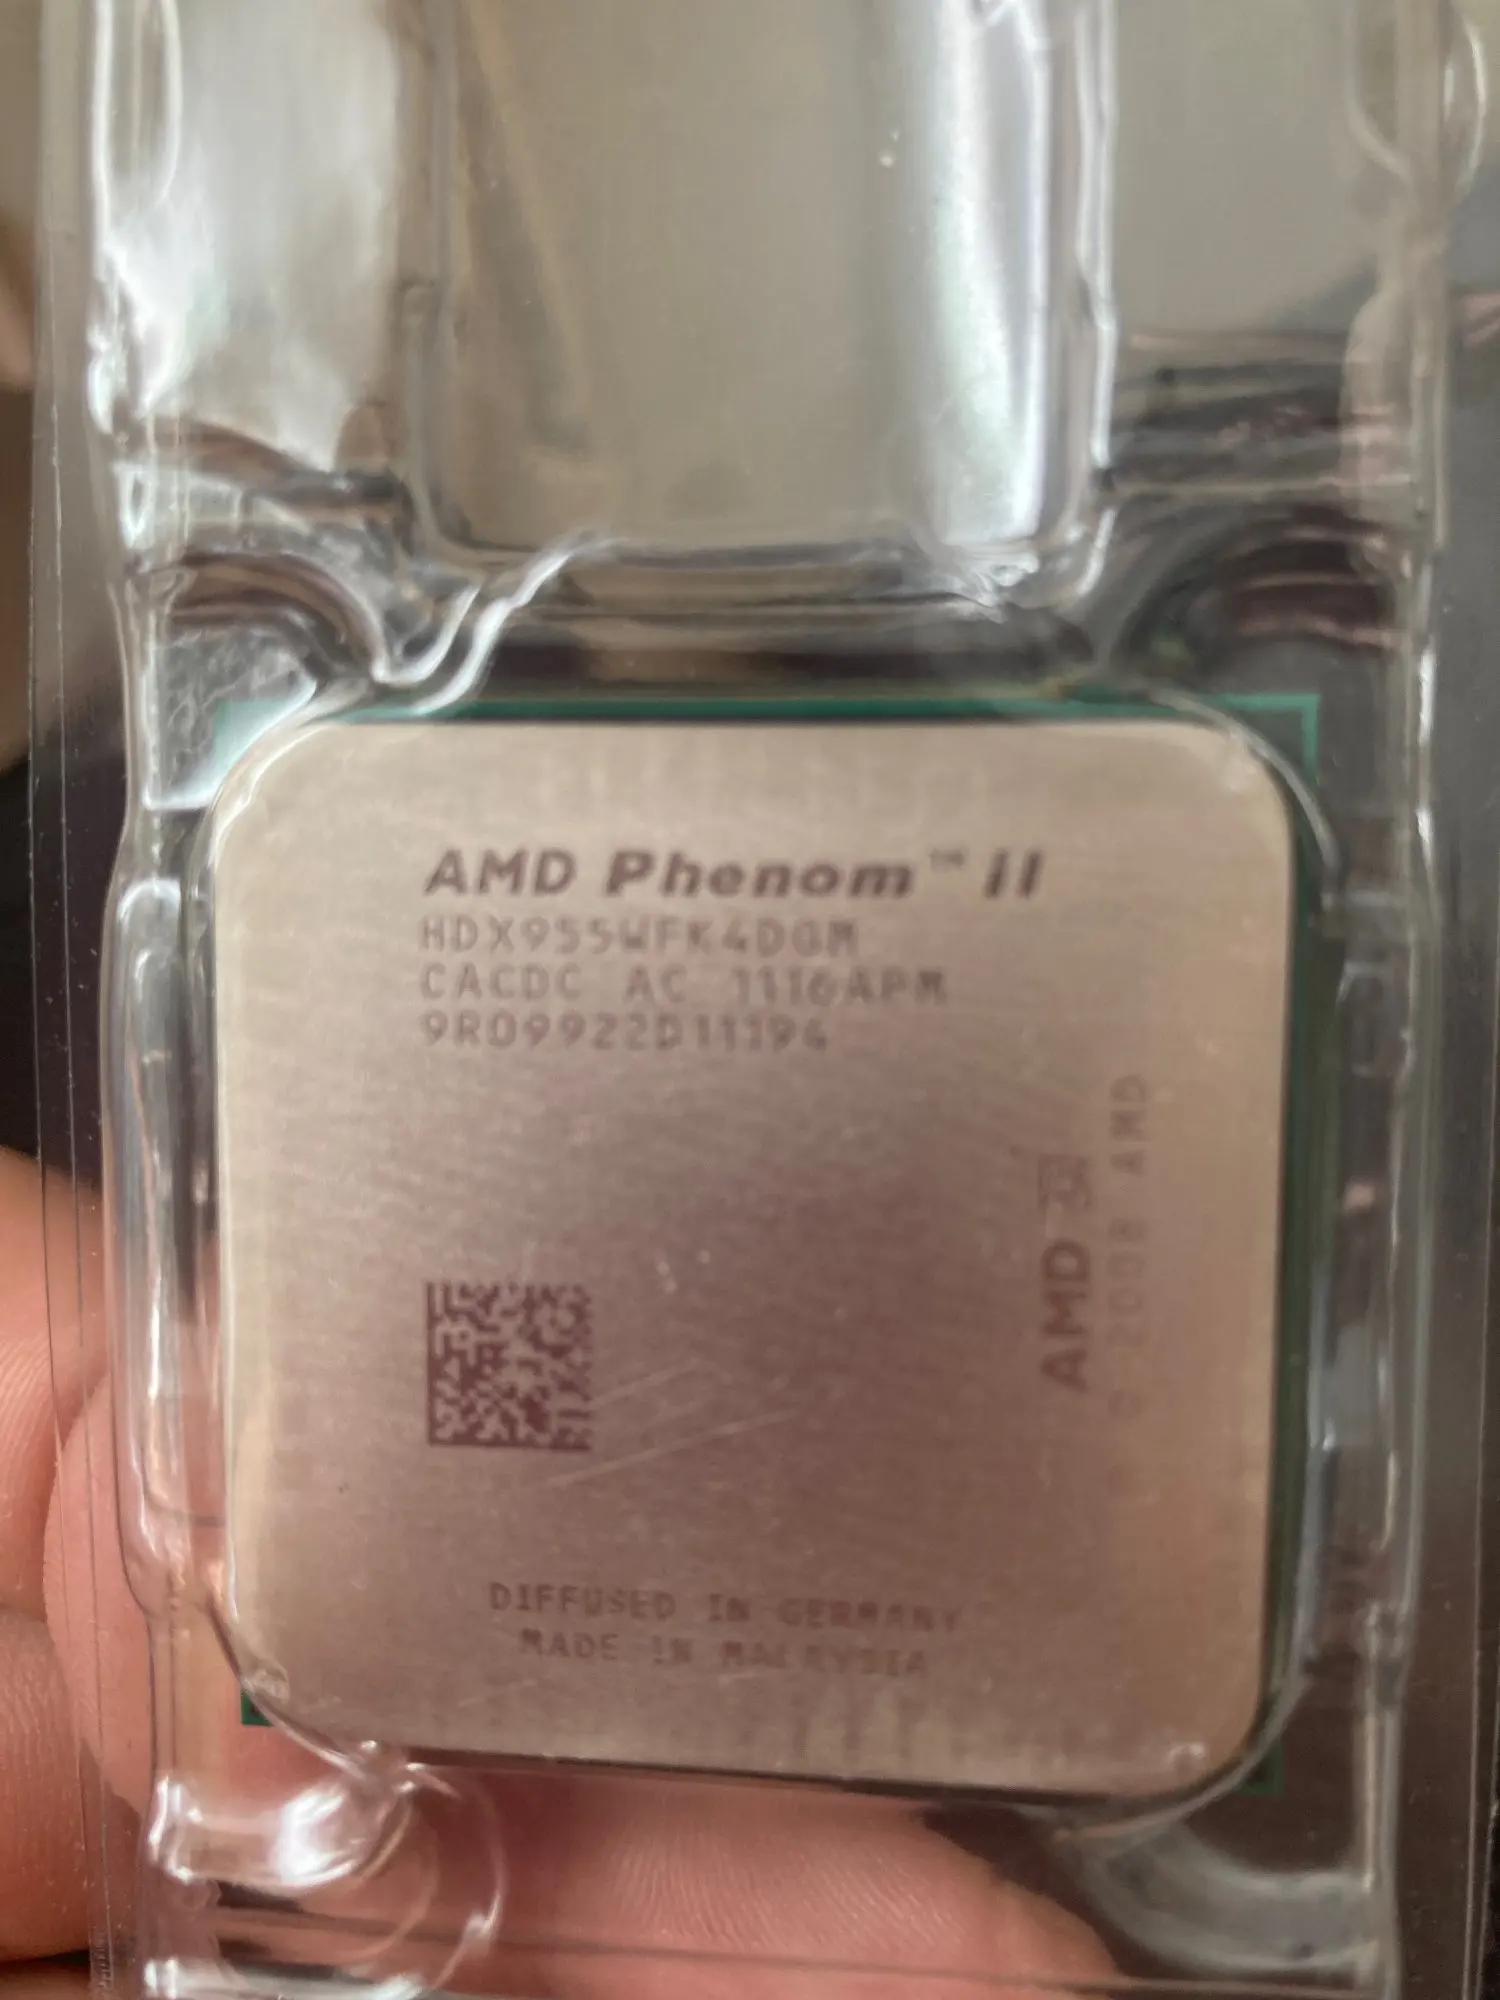 AMD Phenom™ II
HDX955WFK4DGM
CACDC AC 1116APM
9R09922D11194
AMD
© 2008 AMD
DIFFUSED IN GERMANY
MADE IN MALAYSIA